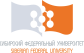 СИБИРСКИЙ ФЕДЕРАЛЬНЫЙ УНИВЕРСИТЕТ
SIBERIAN FEDERAL UNIVERSITY